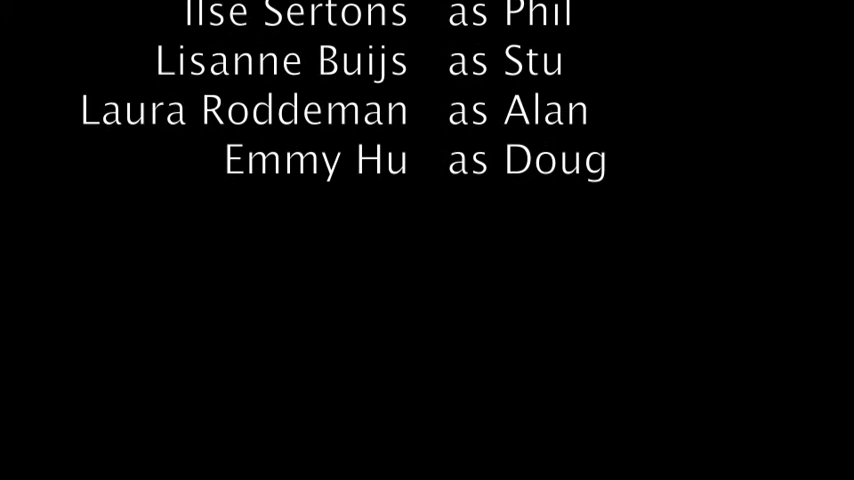 Ilse Sertons as Phil
Lisanne Buijs as Stu
Laura Roddeman as Alan
Emmy Hu as Doug